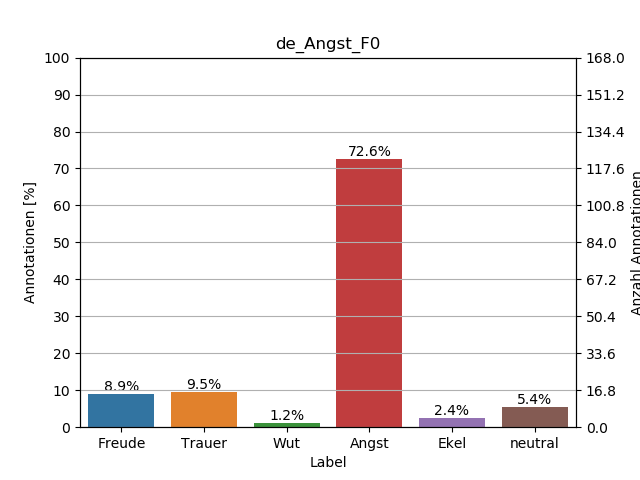 de_Angst_F0
100
90
80
70
60
50
40
30
20
10
0
Annotationen [%]
168.0
151.2
134.4
117.6
100.8
84.0
67.2
50.4
33.6
16.8
0.0
Anzahl Annotationen
8.9%
9.5%
1.2%
72.6%
2.4%
5.4%
Freude
Trauer
Wut
Angst
Ekel
neutral
Label